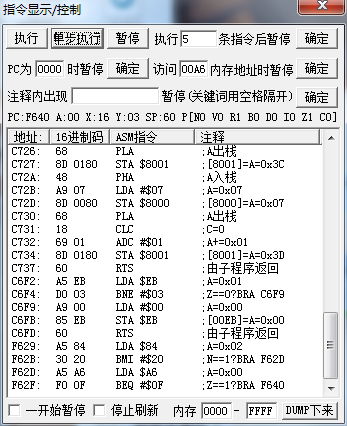 指令显示/控制
执行 单步执行 暂停 执行 5 条指令后暂停 确定
PC为 0000 时暂停 确定 访问 00A6 内存地址时暂停 确定
注释内出现 暂停(关键词用空格隔开) 确定
PC:F640 A:00 X:16 Y:03 SP:60 P[N0 V0 R1 B0 D0 I0 Z1 C0]
地址: 16进制码 ASM指令 注释
C726: 68 PLA ;A出栈
C727: 8D 0180 STA $8001 ;[8001]=A=0x3C
C72A: 48 PHA ;A入栈
C72B: A9 07 LDA #$07 ;A=0x07
C72D: 8D 0080 STA $8000 ;[8000]=A=0x07
C730: 68 PLA ;A出栈
C731: 18 CLC ;C=0
C732: 69 01 ADC #$01 ;A+=0x01
C734: 8D 0180 STA $8001 ;[8001]=A=0x3D
C737: 60 RTS ;由子程序返回
C6F2: A5 EB LDA $EB ;A=0x01
C6F4: D0 03 BNE #$03 ;Z==0?BRA C6F9
C6F9: A9 00 LDA #$00 ;A=0x00
C6FB: 85 EB STA $EB ;[00EB]=A=0x00
C6FD: 60 RTS ;由子程序返回
F629: A5 84 LDA $84 ;A=0x02
F62B: 30 20 BMI #$20 ;N==1?BRA F62D
F62D: A5 A6 LDA $A6 ;A=0x00
F62F: F0 0F BEQ #$0F ;Z==1?BRA F640
一开始暂停 停止刷新 内存 0000 - FFFF DUMP下来